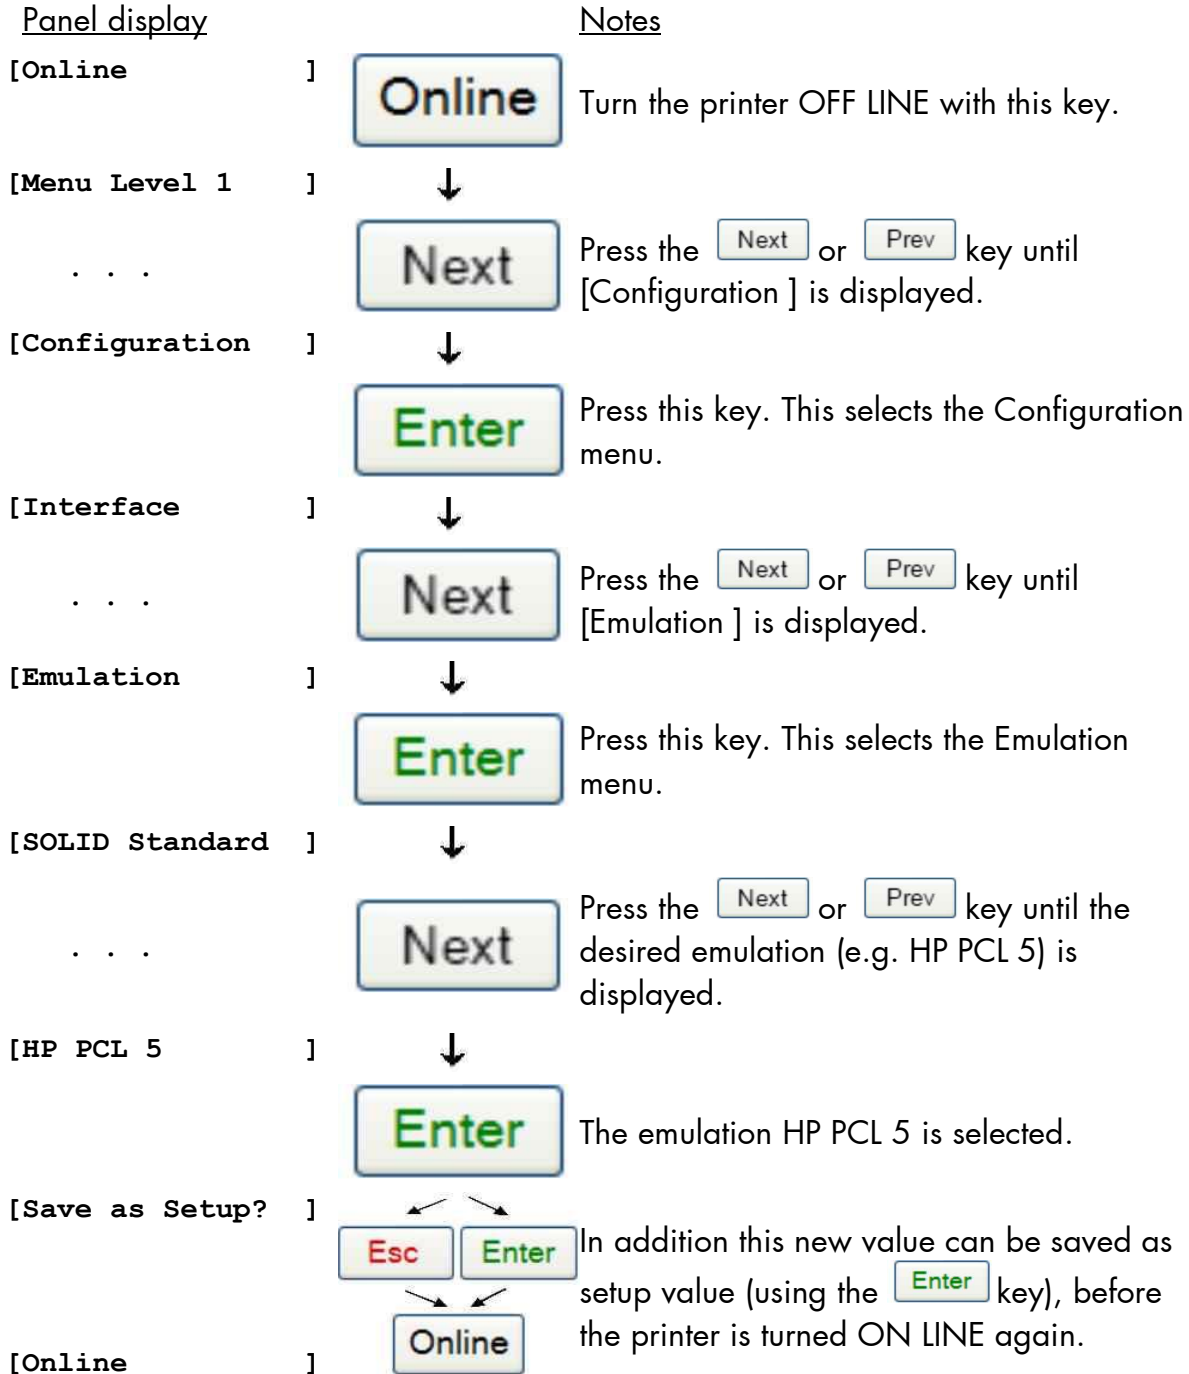 Panel display Notes
[Online ] Online Turn the printer OFF LINE with this key.
[Menu Level 1 ] ↓
. . . Next Press the Next or Prev key until
[Configuration ] is displayed.
[Configuration ] ↓
Enter Press this key. This selects the Configuration
menu.
[Interface ] ↓
. . . Next Press the Next or Prev key until
[Emulation ] is displayed.
[Emulation ] ↓
Enter Press this key. This selects the Emulation
menu.
[SOLID Standard ] ↓
. . . Next Press the Next or Prev key until the
desired emulation (e.g. HP PCL 5) is
displayed.
[HP PCL 5 ] ↓
Enter The emulation HP PCL 5 is selected.
[Save as Setup? ]
Esc Enter In addition this new value can be saved as
setup value (using the Enter key), before
Online the printer is turned ON LINE again.
[Online ]